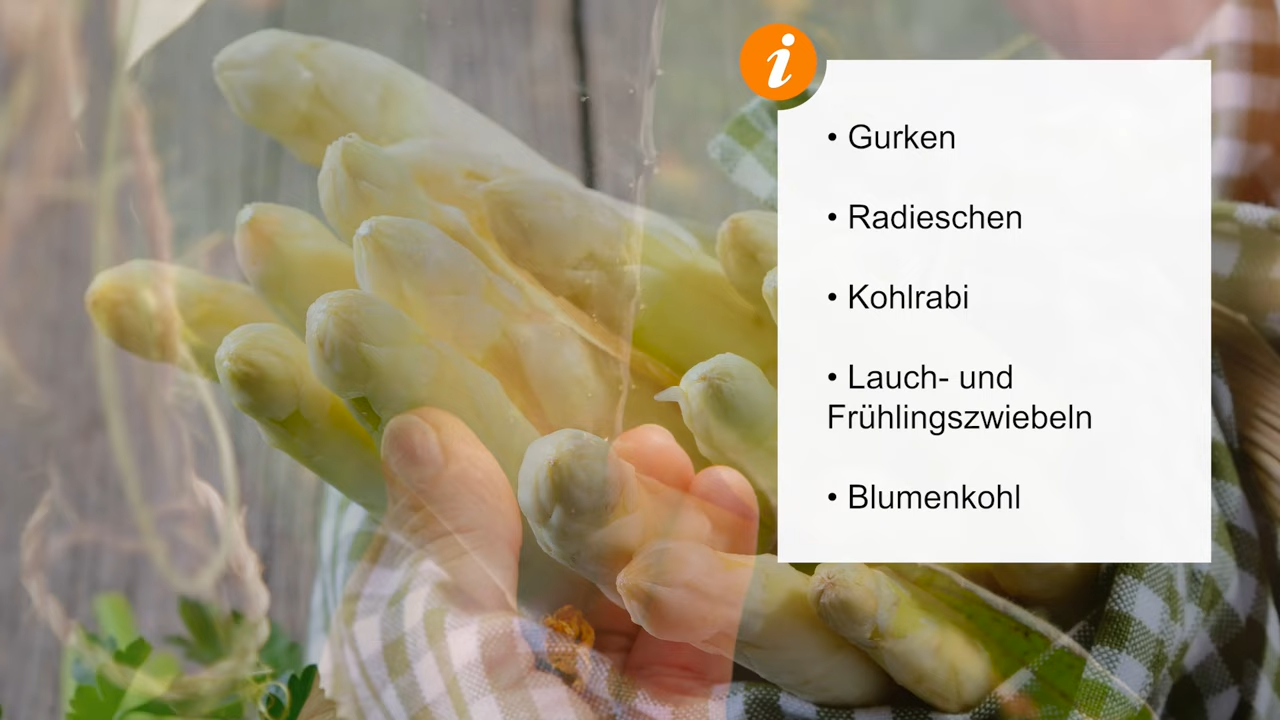 i
• Gurken
• Radieschen
• Kohlrabi
• Lauch- und
Frühlingszwiebeln
• Blumenkohl